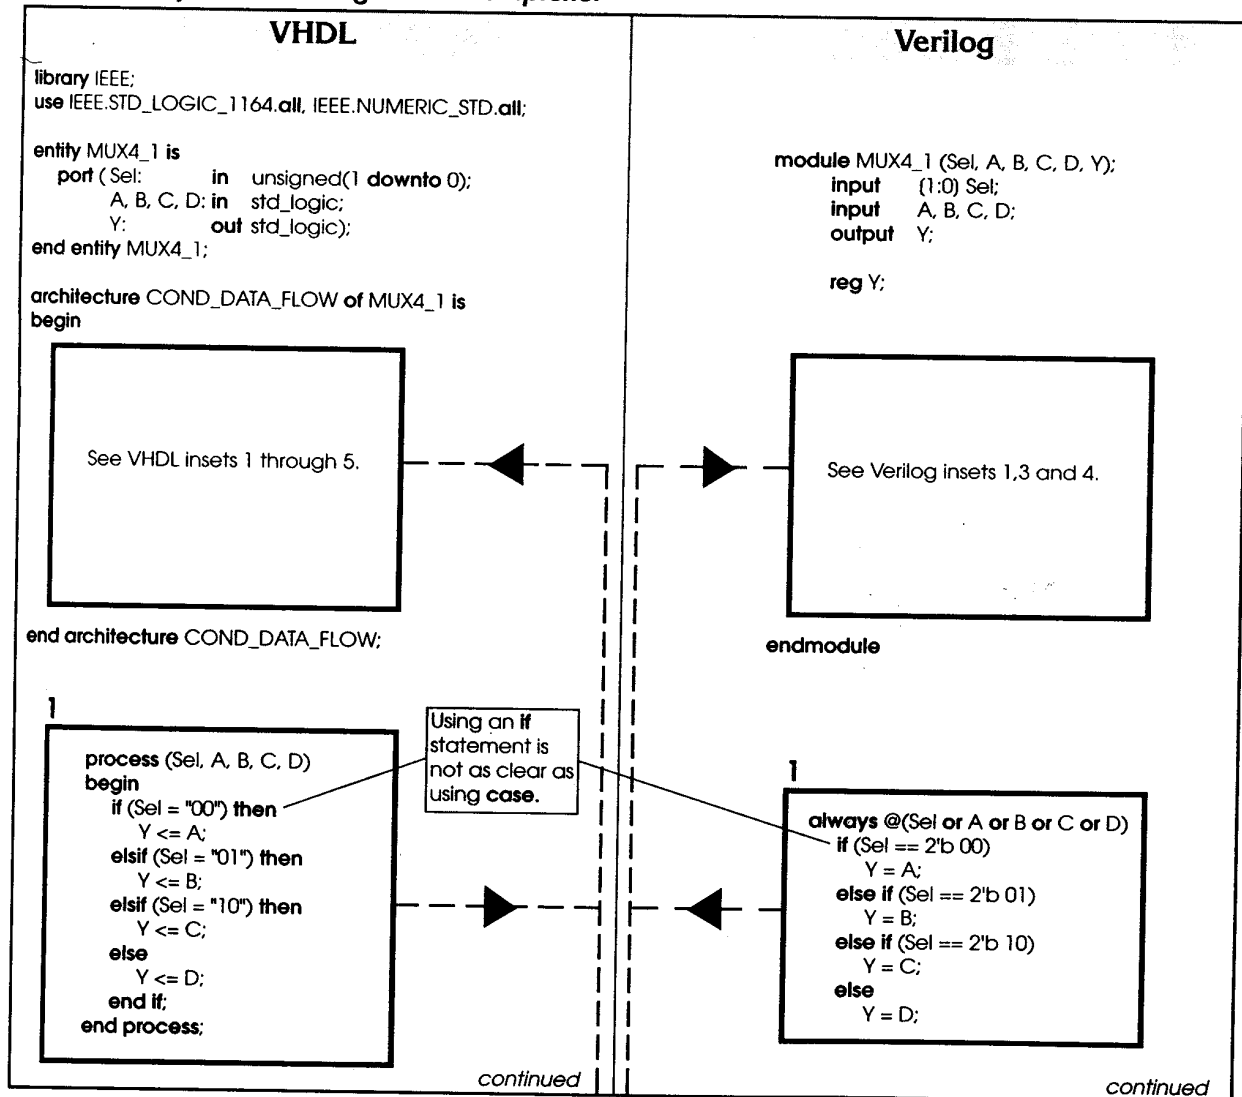 VHDL
library IEEE;
use IEEE.STD_LOGIC_1164.all, IEEE.NUMERIC_STD.all;
entity MUX4_1 is
port ( Sel: in unsigned(1 downto 0);
A, B, C, D: in std_logic;
Y: out std_logic);
end entity MUX4_1;
architecture COND_DATA_FLOW of MUX4_1 is
begin
See VHDL insets 1 through 5.
end architecture COND_DATA_FLOW;
1
process (Sel, A, B, C, D)
begin
if (Sel = "00") then
Y <= A;
elsif (Sel = "01") then
Y <= B;
elsif (Sel = "10") then
Y <= C;
else
Y <= D;
end if;
end process;
continued
Using an if
statement is
not as clear as
using case.
Verilog
module MUX4_1 (Sel, A, B, C, D, Y);
input (1:0) Sel;
input A, B, C, D;
output Y;
reg Y;
See Verilog insets 1,3 and 4.
endmodule
1
always @(Sel or A or B or C or D)
if (Sel == 2'b 00)
Y = A;
else if (Sel == 2'b 01)
Y = B;
else if (Sel == 2'b 10)
Y = C;
else
Y = D;
continued